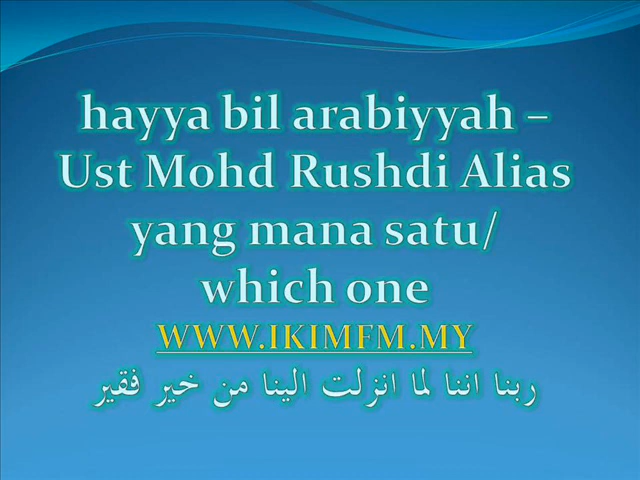 hayya bil arabiyyah –
Ust Mohd Rushdi Alias
yang mana satu/
which one
WWW.IKIMFM.MY
ربنا اننا لما انزلت الينا من خير فقير